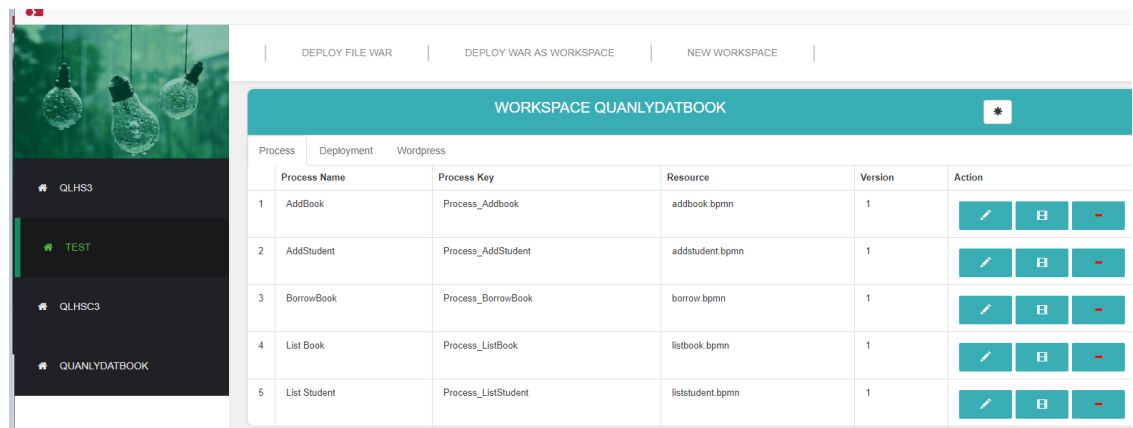 DEPLOY FILE WAR DEPLOY WAR AS WORKSPACE NEW WORKSPACE
WORKSPACE QUANLYDATBOOK
QLHS3
TEST
QLHSC3
QUANLYDATBOOK
Process Deployment Wordpress
Process Name Process Key Resource Version Action
1 AddBook Process_Addbook addbook.bpmn 1
2 AddStudent Process_AddStudent addstudent.bpmn 1
3 BorrowBook Process_BorrowBook borrow.bpmn 1
4 List Book Process_ListBook listbook.bpmn 1
5 List Student Process_ListStudent liststudent.bpmn 1